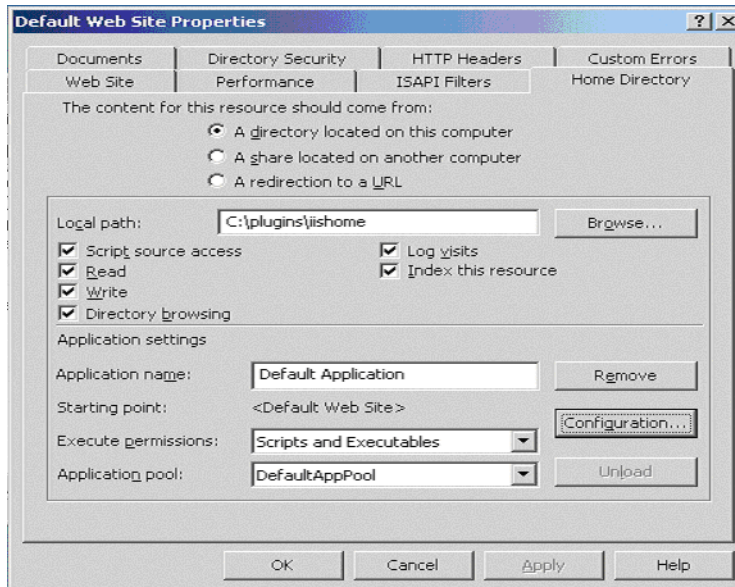 Default Web Site Properties
Documents Directory Security HTTP Headers Custom Errors
Web Site Performance ISAPI Filters Home Directory
The content for this resource should come from:
A directory located on this computer
A share located on another computer
A redirection to a URL
Local path: C:\plugins\iishome Browse...
Script source access Log visits
Read Index this resource
Write
Directory browsing
Application settings
Application name: Default Application Remove
Starting point: <Default Web Site>
Configuration...
Execute permissions: Scripts and Executables
Application pool: DefaultAppPool Unload
OK Cancel Apply Help